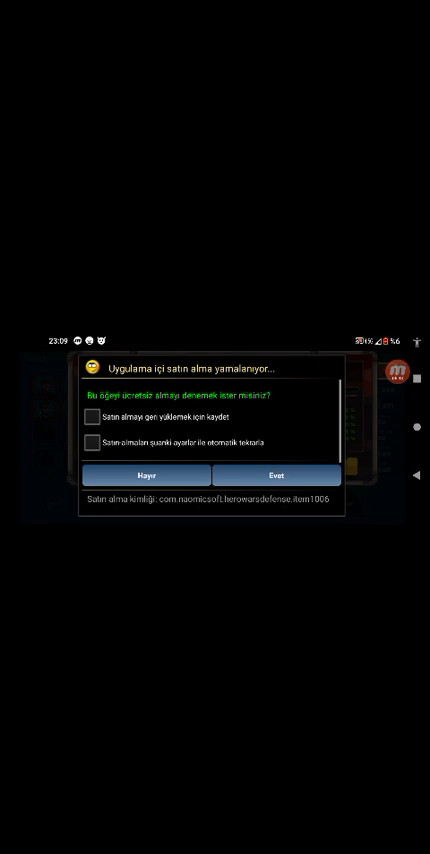 23:09
%6
Uygulama içi satın alma yamalanıyor...
Bu öğeyi ücretsiz almayı denemek ister misiniz?
Satın almayı geri yüklemek için kaydet
Satın-almaları şuanki ayarlar ile otomatik tekrarla
Hayır
Evet
Satın alma kimliği: com.naomicsoft.herowarsdefense.item1006